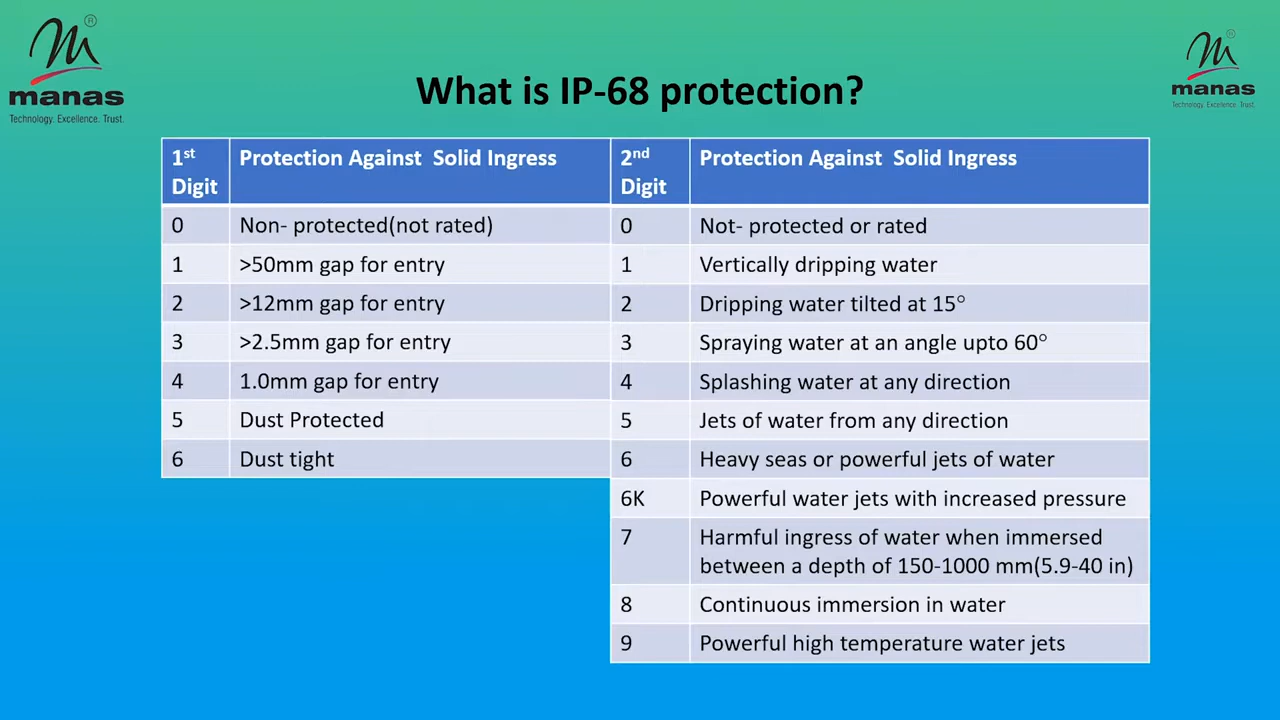 m ®
manas
Technology. Excellence. Trust.
m ®
manas
Technology. Excellence. Trust.
What is IP-68 protection?
1st Digit Protection Against  Solid Ingress 2nd Digit Protection Against  Solid Ingress
0 Non- protected(not rated) 0 Not- protected or rated
1 >50mm gap for entry 1 Vertically dripping water
2 >12mm gap for entry 2 Dripping water tilted at 15°
3 >2.5mm gap for entry 3 Spraying water at an angle upto 60°
4 1.0mm gap for entry 4 Splashing water at any direction
5 Dust Protected 5 Jets of water from any direction
6 Dust tight 6 Heavy seas or powerful jets of water
6K Powerful water jets with increased pressure
7 Harmful ingress of water when immersed
between a depth of 150-1000 mm(5.9-40 in)
8 Continuous immersion in water
9 Powerful high temperature water jets